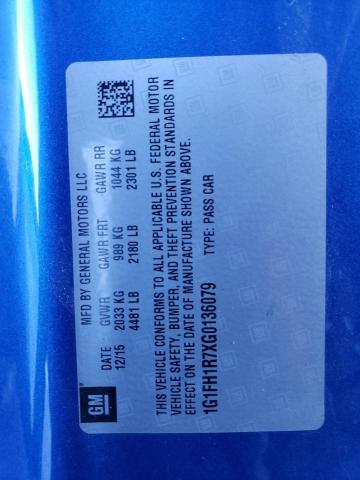 GM
MFD BY GENERAL MOTORS LLC
DATE GVWR GAWR FRT GAWR RR
12/15 2033 KG 989 KG 1044 KG
4481 LB 2180 LB 2301 LB
THIS VEHICLE CONFORMS TO ALL APPLICABLE U.S. FEDERAL MOTOR
VEHICLE SAFETY, BUMPER, AND THEFT PREVENTION STANDARDS IN
EFFECT ON THE DATE OF MANUFACTURE SHOWN ABOVE.
1G1FH1R7XG0136079 TYPE: PASS CAR